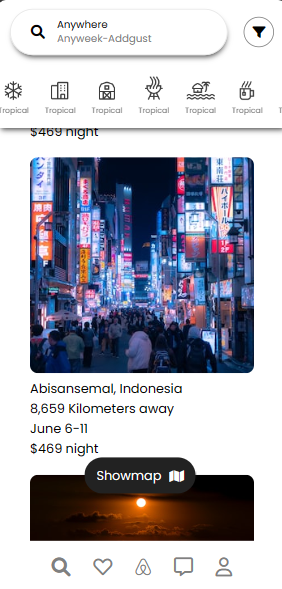 Anywhere
Anyweek-Addgust
Tropical Tropical Tropical Tropical Tropical Tropical
$469 night
Abisansemal, Indonesia
8,659 Kilometers away
June 6-11
$469 night
Showmap